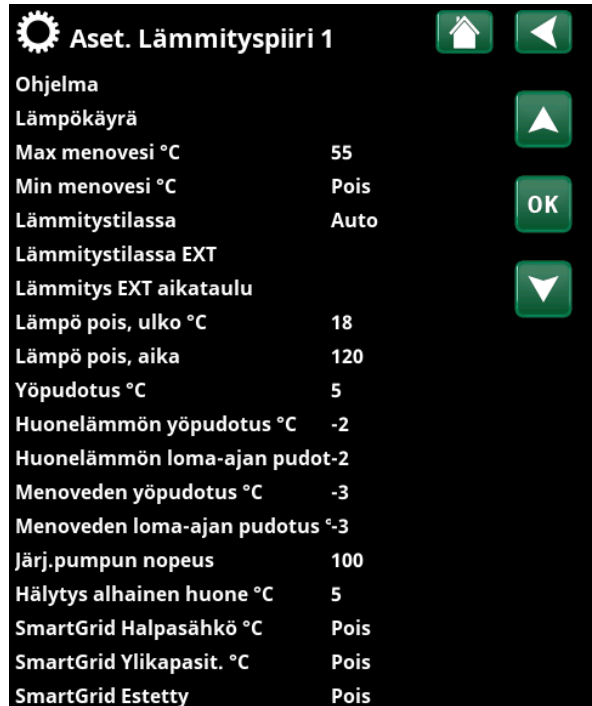 Aset. Lämmityspiiri 1
Ohjelma
Lämpökäyrä
Max menovesi °C 55
Min menovesi °C Pois
OK
Lämmitystilassa Auto
Lämmitystilassa EXT
Lämmitys EXT aikataulu
Lämpö pois, ulko °C 18
Lämpö pois, aika 120
Yöpudotus °C 5
Huonelämmön yöpudotus °C -2
Huonelämmön loma-ajan pudot-2
Menoveden yöpudotus °C -3
Menoveden loma-ajan pudotus °-3
Järj.pumpun nopeus 100
Hälytys alhainen huone °C 5
SmartGrid Halpasähkö °C Pois
SmartGrid Ylikapasit. °C Pois
SmartGrid Estetty Pois